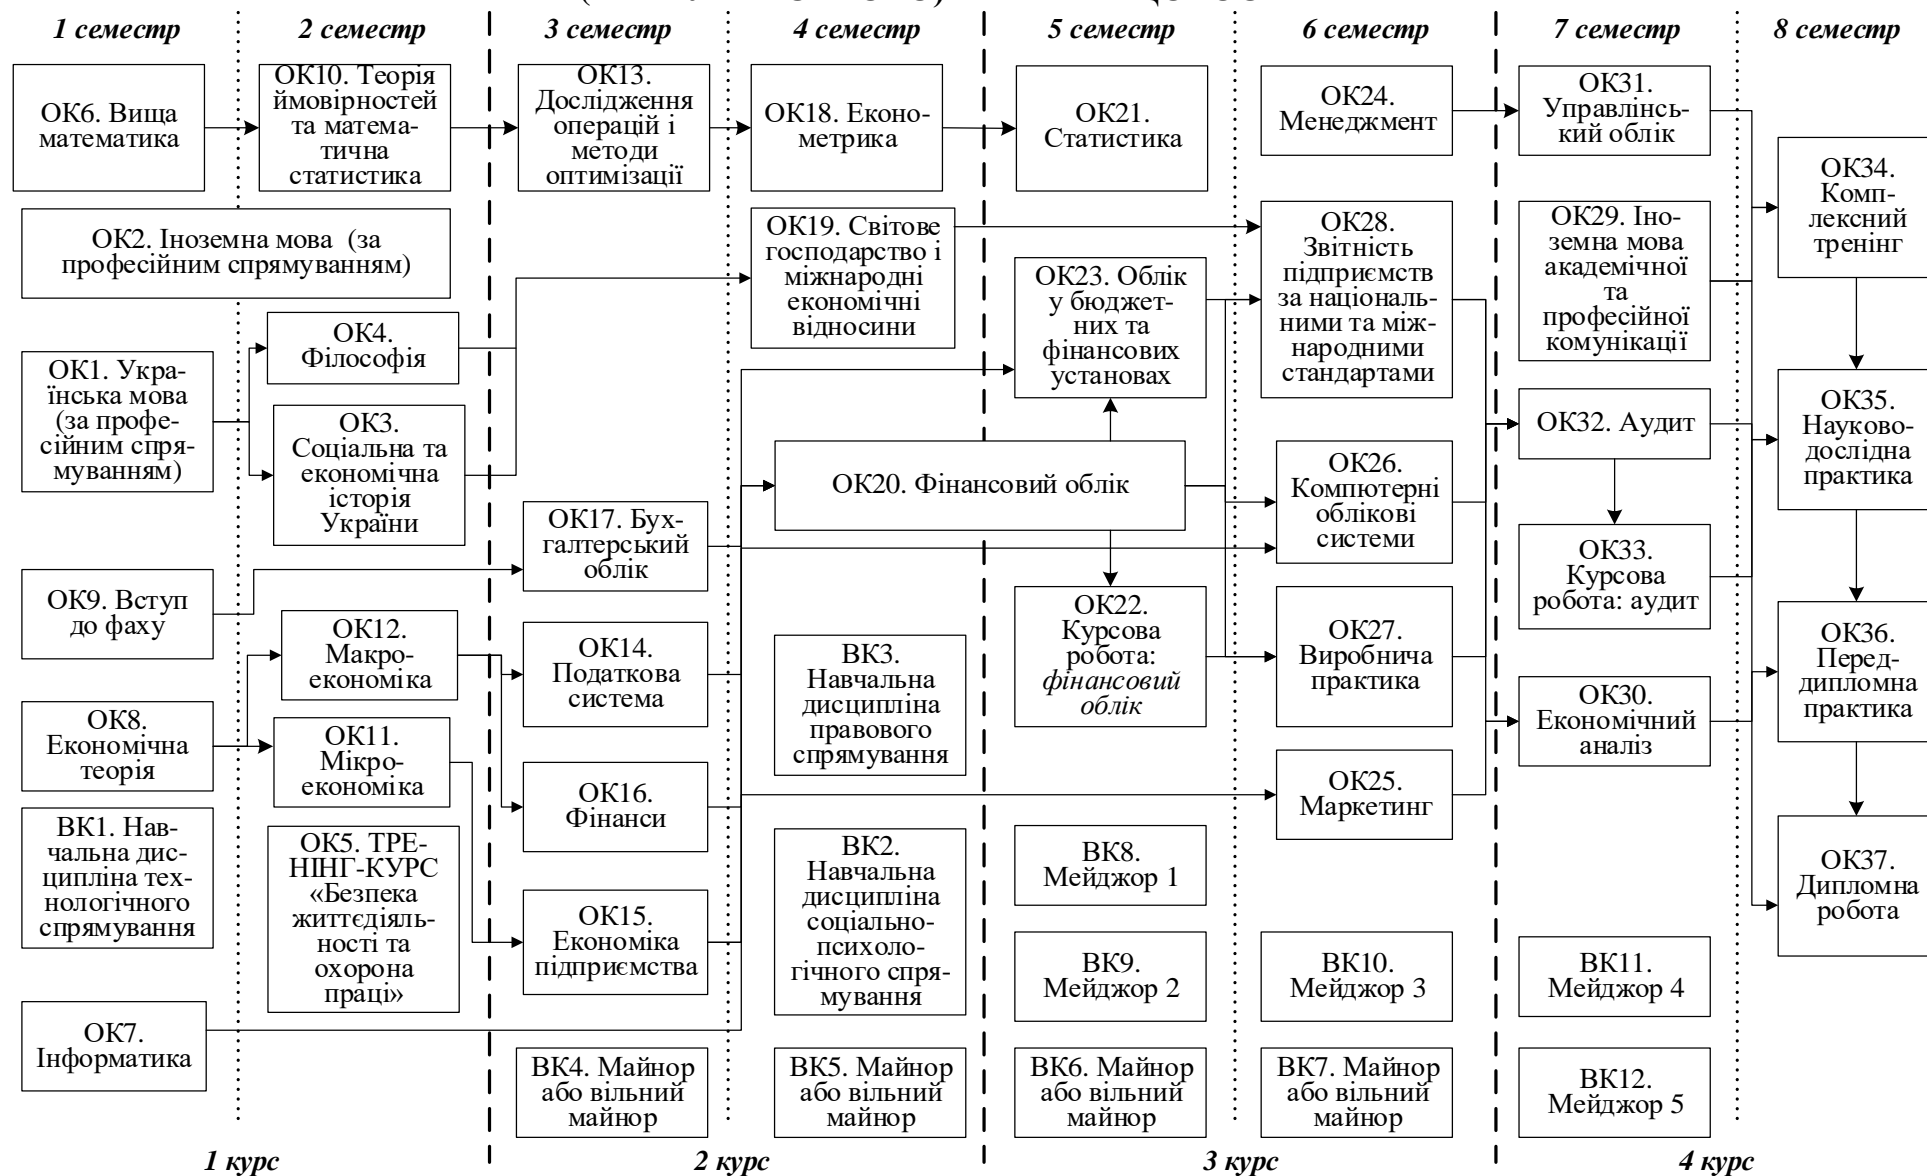 1 семестр
2 семестр
3 семестр
4 семестр
5 семестр
6 семестр
7 семестр
8 семестр
ОК6. Вища
математика
ОК10. Теорія
ймовірностей
та матема-
тична
статистика
ОК13.
Дослідження
операцій і
методи
оптимізації
ОК18. Еконо-
метрика
ОК21.
Статистика
ОК24.
Менеджмент
ОК31.
Управлінсь-
кий облік
ОК34.
Комп-
лексний
тренінг
ОК2. Іноземна мова (за
професійним спрямуванням)
ОК19. Світове
господарство і
міжнародні
економічні
відносини
ОК23. Облік
у бюджет-
них та
фінансових
установах
ОК28.
Звітність
підприємств
за національ-
ними та між-
народними
стандартами
ОК29. Іно-
земна мова
академічної
та
професійної
комунікації
ОК1. Укра-
їнська мова
(за профе-
сійним спря-
муванням)
ОК4.
Філософія
ОК3.
Соціальна та
економічна
історія
України
ОК20. Фінансовий облік
ОК26.
Компютерні
облікові
системи
ОК32. Аудит
ОК35.
Науково-
дослідна
практика
ОК17. Бух-
галтерський
облік
ОК33.
Курсова
робота: аудит
ОК9. Вступ
до фаху
ОК12.
Макро-
економіка
ОК14.
Податкова
система
ВК3.
Навчальна
дисципліна
правового
спрямування
ОК22.
Курсова
робота:
фінансовий
облік
ОК27.
Виробнича
практика
ОК30.
Економічний
аналіз
ОК36.
Перед-
дипломна
практика
ОК8.
Економічна
теорія
ОК11.
Мікро-
економіка
ОК16.
Фінанси
ОК25.
Маркетинг
ВК1. Нав-
чальна дис-
ципліна тех-
нологічного
спрямування
ОК5. ТРЕ-
НІНГ-КУРС
«Безпека
життєдіяль-
ності та
охорона
праці»
ОК15.
Економіка
підприємства
ВК2.
Навчальна
дисципліна
соціально-
психоло-
гічного спря-
мування
ВК8.
Мейджор 1
ОК37.
Дипломна
робота
ВК9.
Мейджор 2
ВК10.
Мейджор 3
ВК11.
Мейджор 4
ОК7.
Інформатика
ВК4. Майнор
або вільний
майнор
ВК5. Майнор
або вільний
майнор
ВК6. Майнор
або вільний
майнор
ВК7. Майнор
або вільний
майнор
ВК12.
Мейджор 5
1 курс
2 курс
3 курс
4 курс